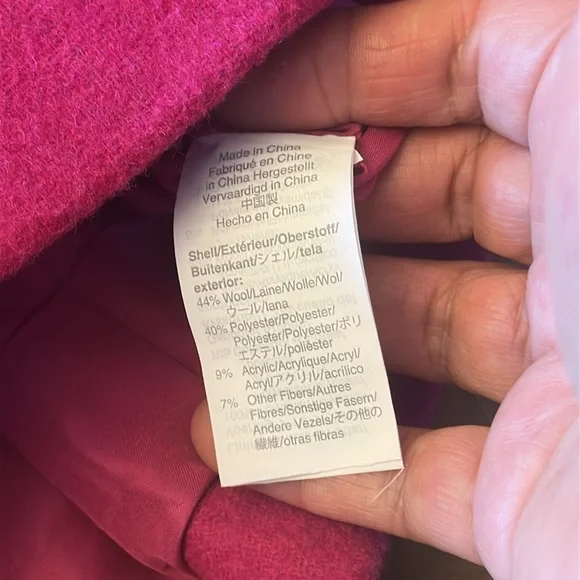 Made in China
Fabriqué en Chine
in China Hergestellt
Vervaardigd in China
中国製
Hecho en China
Shell/Extérieur/Oberstoff/
Buitenkant/シェル/tela
exterior:
44% Wool/Laine/Wolle/Wol/
ウール/lana
40% Polyester/Polyester/
Polyester/Polyester/ポリ
エステル/poliéster
9% Acrylic/Acrylique/Acryl/
Acryl/アクリル/acrílico
7% Other Fibers/Autres
Fibres/Sonstige Fasern/
Andere Vezels/その他の
繊維/otras fibras